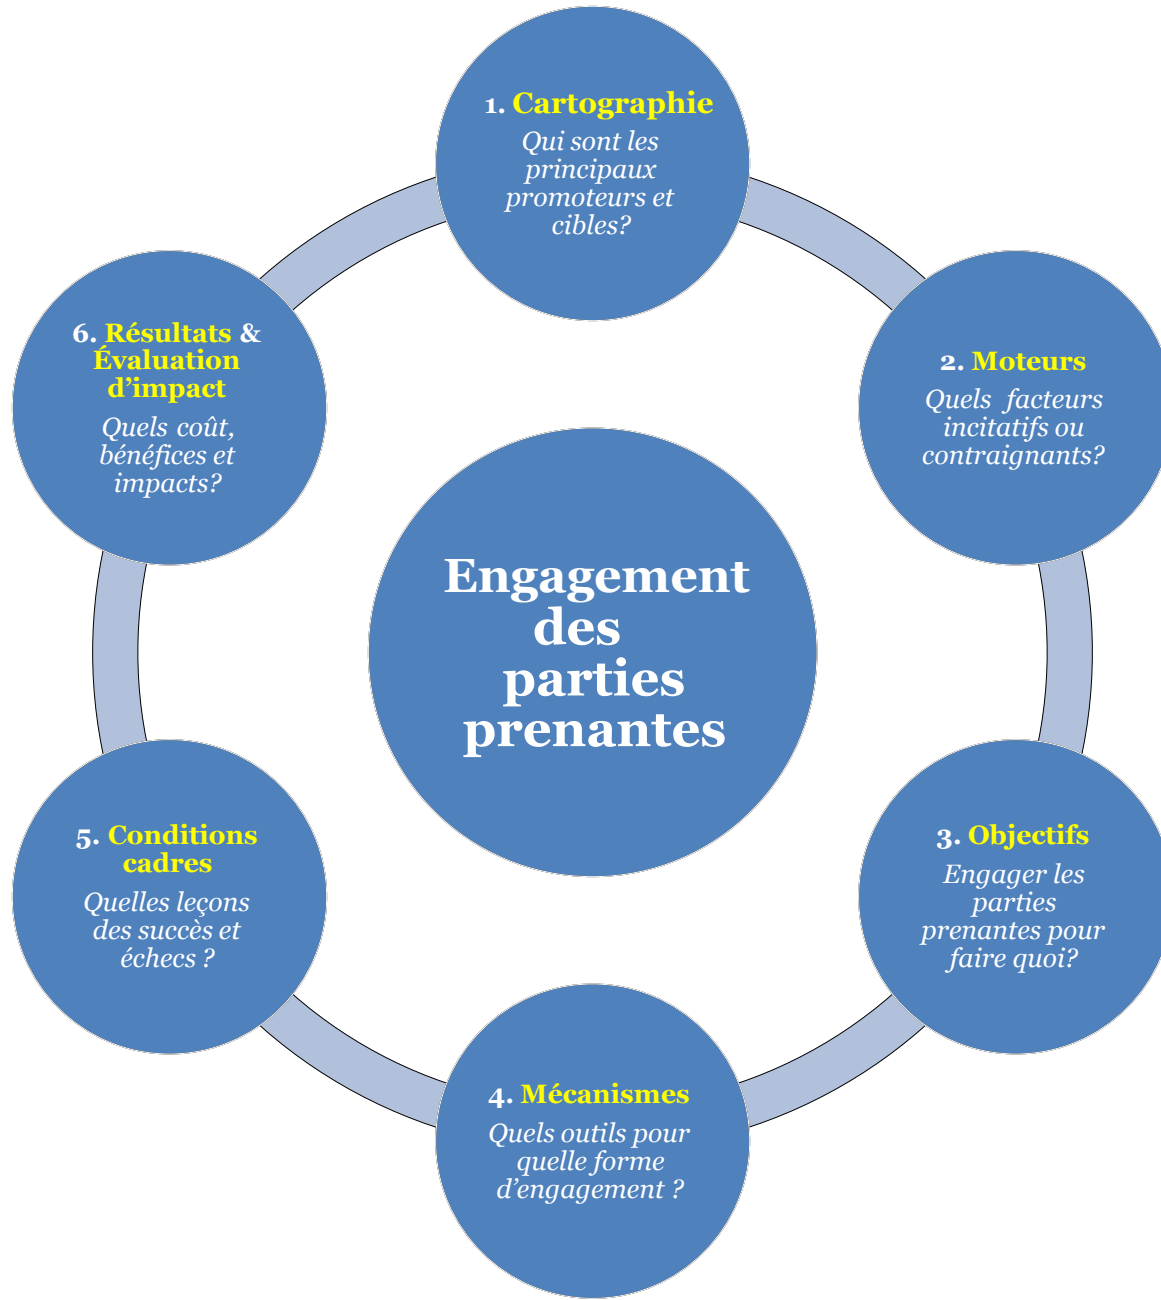 1. Cartographie
Qui sont les
principaux
promoteurs et
cibles?
2. Moteurs
Quels facteurs
incitatifs ou
contraignants?
3. Objectifs
Engager les
parties
prenantes pour
faire quoi?
4. Mécanismes
Quels outils pour
quelle forme
d'engagement ?
5. Conditions
cadres
Quelles leçons
des succès et
échecs ?
6. Résultats &
Évaluation
d'impact
Quels coût,
bénéfices et
impacts?
Engagement
des
parties
prenantes